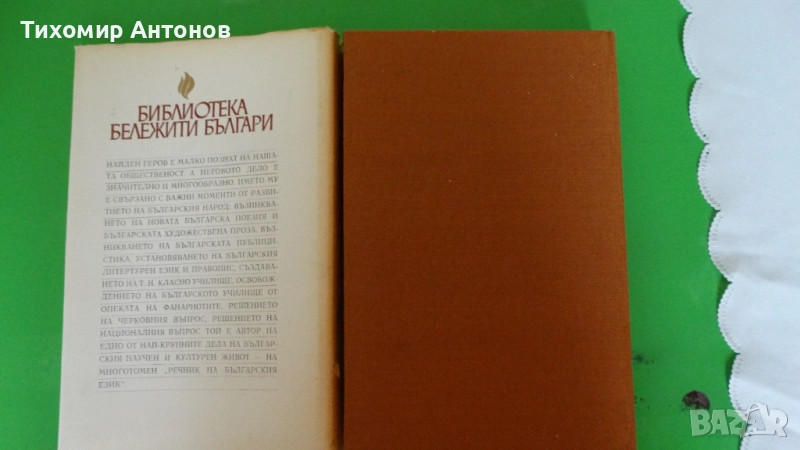 Тихомир Антонов
БИБЛИОТЕКА
БЕЛЕЖИТИ БЪЛГАРИ
НАЙДЕН ГЕРОВ Е МАЛКО ПОЗНАТ НА НАША-
ТА ОБЩЕСТВЕНОСТ, А НЕГОВОТО ДЕЛО Е
ЗНАЧИТЕЛНО И МНОГООБРАЗНО. ИМЕТО МУ
Е СВЪРЗАНО С ВАЖНИ МОМЕНТИ ОТ РАЗВИ-
ТИЕТО НА БЪЛГАРСКИЯ НАРОД: ВЪЗНИКВА-
НЕТО НА НОВАТА БЪЛГАРСКА ПОЕЗИЯ И
БЪЛГАРСКАТА ХУДОЖЕСТВЕНА ПРОЗА, ВЪЗ-
НИКВАНЕТО НА БЪЛГАРСКАТА ПУБЛИЦИ-
СТИКА, УСТАНОВЯВАНЕТО НА БЪЛГАРСКИЯ
ЛИТЕРТУРЕН ЕЗИК И ПРАВОПИС, СЪЗДАВА-
НЕТО НА Т. Н. КЛАСНО УЧИЛИЩЕ, ОСВОБОЖ-
ДЕНИЕТО НА БЪЛГАРСКОТО УЧИЛИЩЕ ОТ
ОПЕКАТА НА ФАНАРИОТИТЕ, РЕШЕНИЕТО
НА ЧЕРКОВНИЯ ВЪПРОС, РЕШЕНИЕТО НА
НАЦИОНАЛНИЯ ВЪПРОС ТОЙ Е АВТОР НА
ЕДНО ОТ НАЙ-КРУПНИТЕ ДЕЛА НА БЪЛГАР-
СКИЯ НАУЧЕН И КУЛТУРЕН ЖИВОТ — НА
МНОГОТОМЕН „РЕЧНИК НА БЪЛГАРСКИЯ
ЕЗИК“
BAZAR